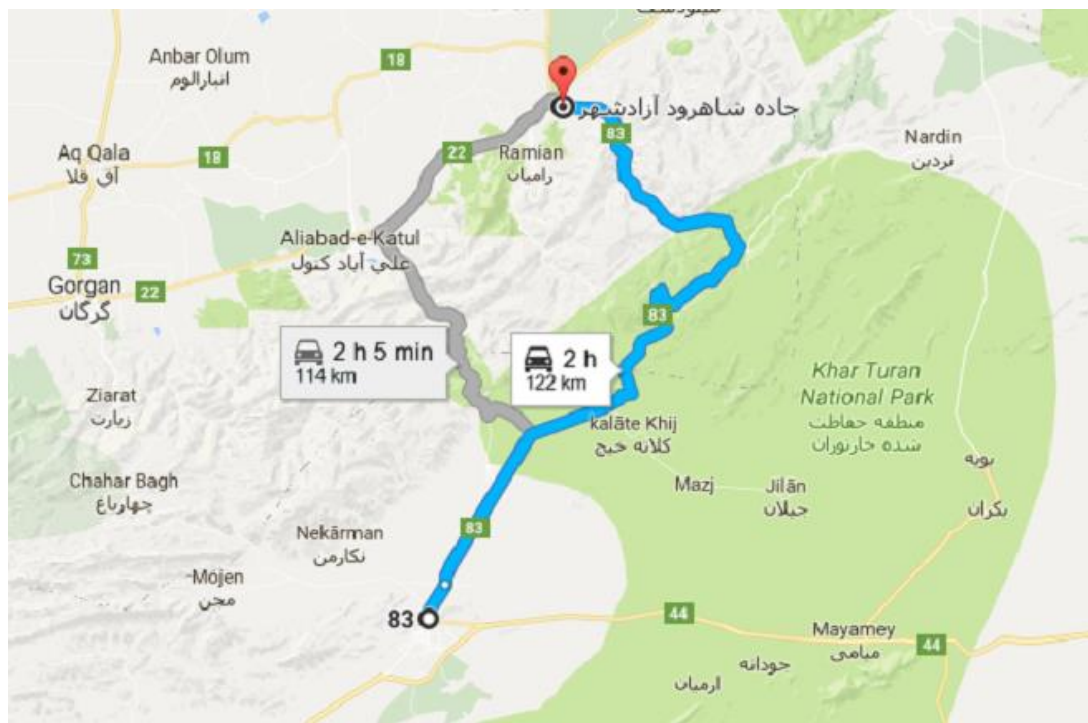 Anbar Olum
انبارالوم
18
جاده شاهرود آزادشهر
83
Nardin
نردین
Aq Qala
آق قلا
18
22
Ramian
رامیان
Aliabad-e-Katul
علي آباد کتول
73
Gorgan
گرگان
22
83
2 h 5 min
114 km
2 h
122 km
Khar Turan
National Park
منطقه حفاظت
شده خارتوران
Ziarat
زیارت
kalāte Khij
کلاته خیج
Chahar Bagh
چهارباغ
Mazj
Jilān
جیلان
بکران
Nekārman
نکارمن
83
Mojen
مجن
83
44
Mayamey
میامی
44
جودانه
ارمیان